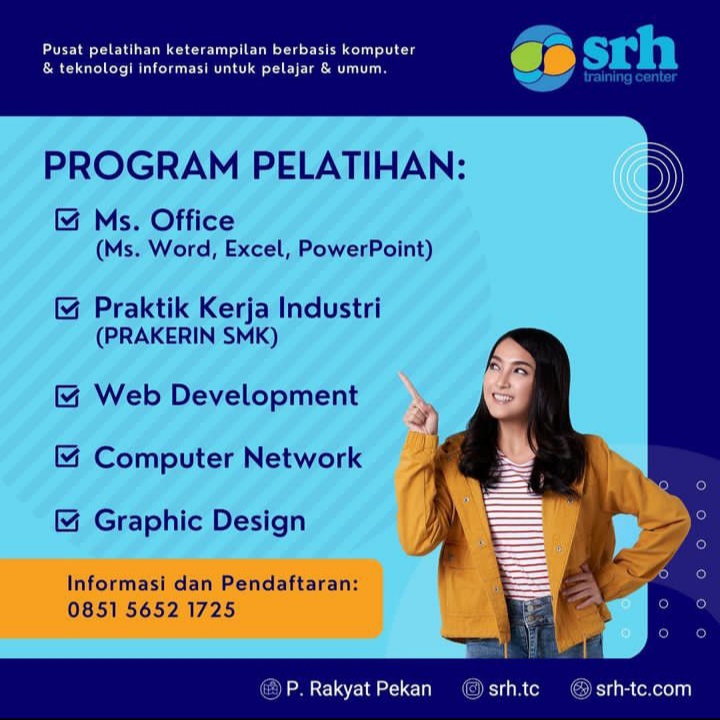 Pusat pelatihan keterampilan berbasis komputer
& teknologi informasi untuk pelajar & umum.
srh
training center
PROGRAM PELATIHAN:
Ms. Office
(Ms. Word, Excel, PowerPoint)
Praktik Kerja Industri
(PRAKERIN SMK)
Web Development
Computer Network
Graphic Design
Informasi dan Pendaftaran:
0851 5652 1725
P. Rakyat Pekan srh.tc srh-tc.com